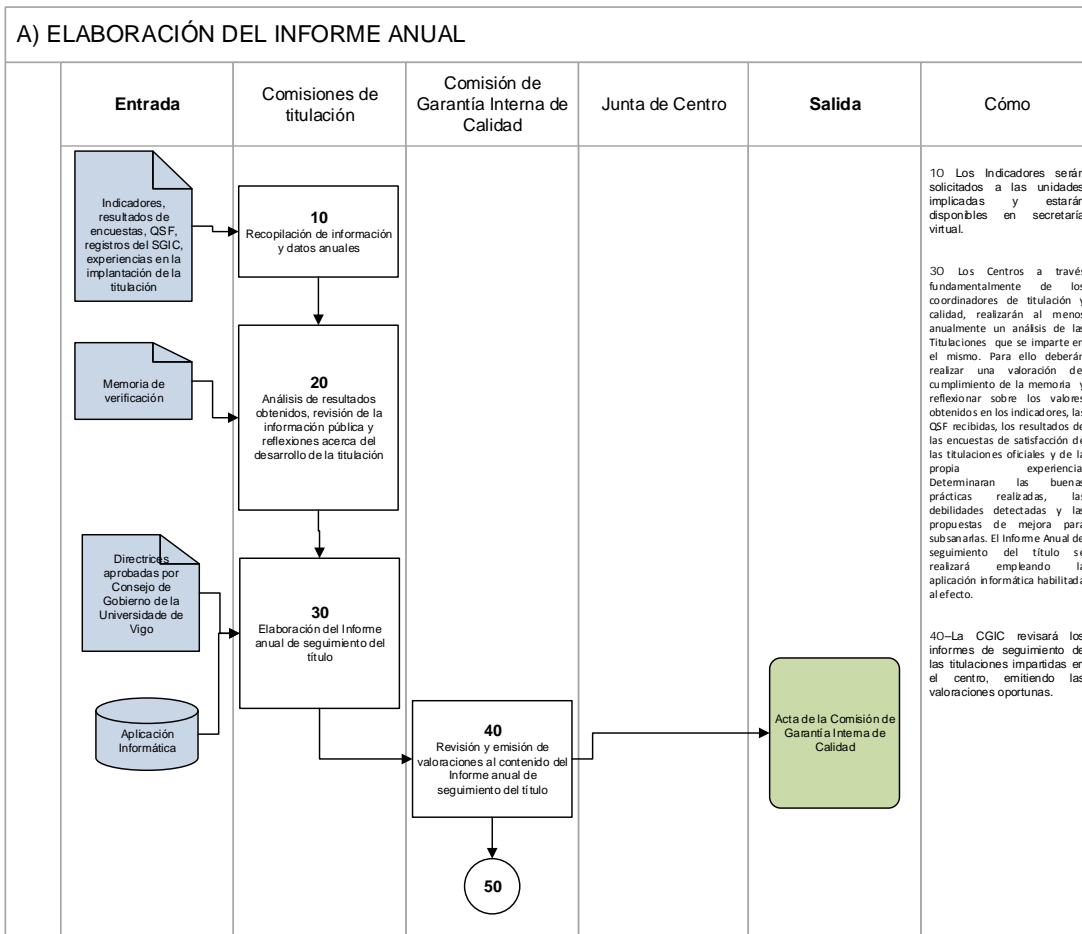 A) ELABORACIÓN DEL INFORME ANUAL
Entrada
Comisiones de
titulación
Comisión de
Garantía Interna de
Calidad
Junta de Centro
Salida
Cómo
Indicadores,
resultados de
encuestas, QSF,
registros del SGIC,
experiencias en la
implantación de la
titulación
10
Recopilación de información
y datos anuales
Memoria de
verificación
20
Análisis de resultados
obtenidos, revisión de la
información pública y
reflexiones acerca del
desarrollo de la titulación
Directrices
aprobadas por
Consejo de
Gobierno de la
Universidade de
Vigo
Aplicación
Informática
30
Elaboración del Informe
anual de seguimiento del
título
40
Revisión y emisión de
valoraciones al contenido del
Informe anual de
seguimiento del título
50
Acta de la Comisión de
Garantía Interna de
Calidad
10 Los Indicadores serán
solicitados a las unidades
implicadas y estarán
disponibles en secretaría
virtual.
30 Los Centros a través
fundamentalmente de los
coordinadores de titulación y
calidad, realizarán al menos
anualmente un análisis de las
Titulaciones que se imparte en
el mismo. Para ello deberán
realizar una valoración de
cumplimiento de la memoria y
reflexionar sobre los valores
obtenidos en los indicadores, las
QSF recibidas, los resultados de
las encuestas de satisfacción de
las titulaciones oficiales y de la
propia experiencia
Determinaran las buenas
prácticas realizadas, las
debilidades detectadas y las
propuestas de mejora para
subsanarlas. El Informe Anual de
seguimiento del título se
realizará empleando la
aplicación informática habilitada
al efecto.
40–La CGIC revisará los
informes de seguimiento de
las titulaciones impartidas en
el centro, emitiendo las
valoraciones oportunas.